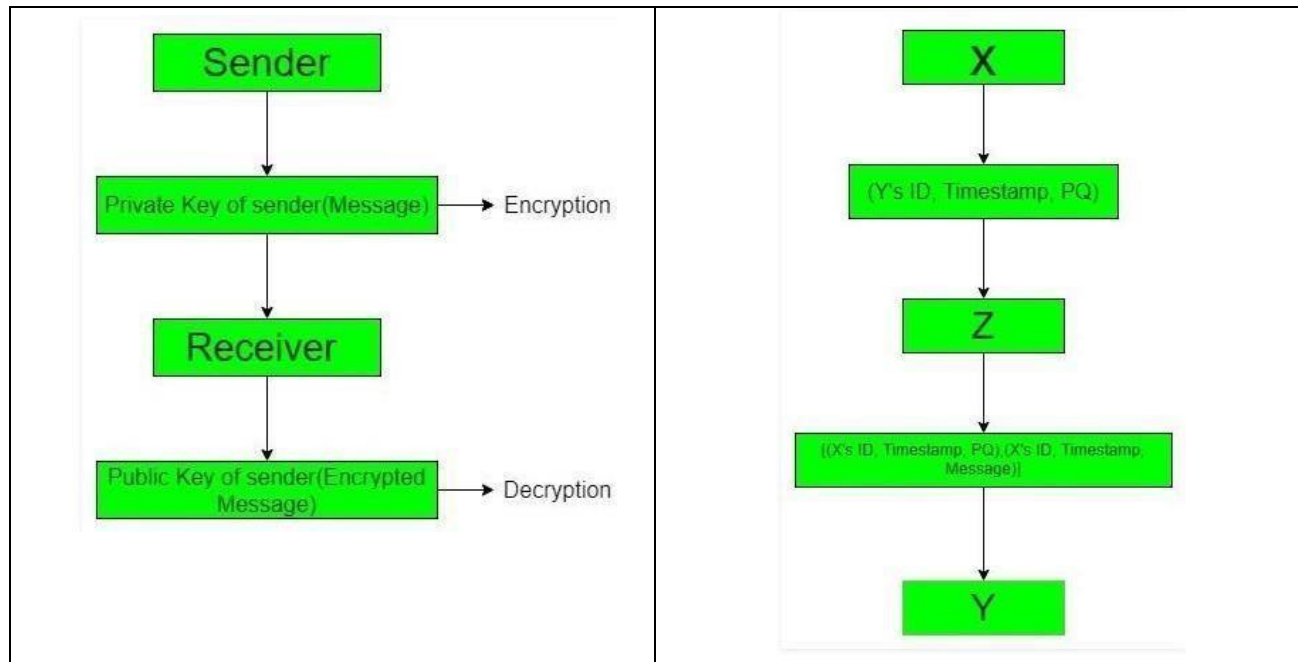 Sender
Private Key of sender(Message)
Encryption
Receiver
Public Key of sender(Encrypted
Message)
Decryption
X
(Y's ID, Timestamp, PQ)
Z
[(X's ID, Timestamp, PQ),(X's ID, Timestamp,
Message)]
Y